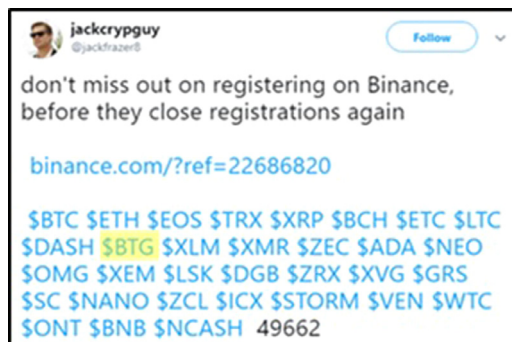 jackcrypguy
@jackfrazer8
Follow
don't miss out on registering on Binance,
before they close registrations again
binance.com/?ref=22686820
$BTC $ETH $EOS $TRX $XRP $BCH $ETC $LTC
$DASH $BTG $XLM $XMR $ZEC $ADA $NEO
$OMG $XEM $LSK $DGB $ZRX $XVG $GRS
$SC $NANO $ZCL $ICX $STORM $VEN $WTC
$ONT $BNB $NCASH 49662